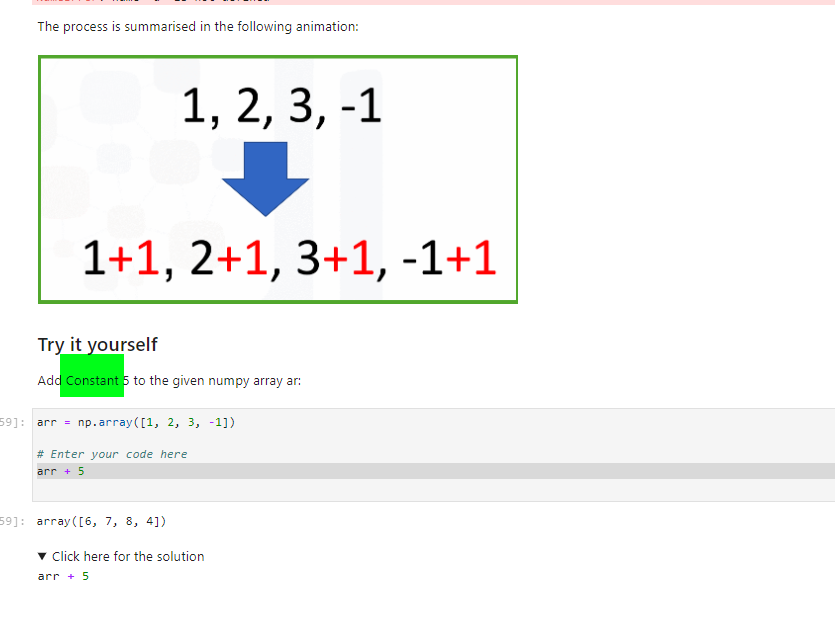 The process is summarised in the following animation:
1, 2, 3, -1
1+1, 2+1, 3+1, -1+1
Try it yourself
Add Constant 5 to the given numpy array ar:
59]: arr = np.array([1, 2, 3, -1])
# Enter your code here
arr + 5
59]: array([6, 7, 8, 4])
▼ Click here for the solution
arr + 5